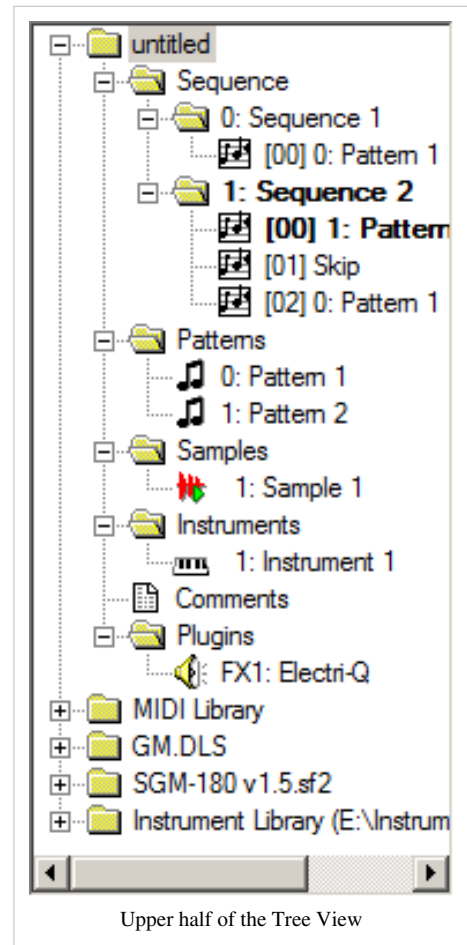 untitled
Sequence
0: Sequence 1
[00] 0: Pattern 1
1: Sequence 2
[00] 1: Pattern
[01] Skip
[02] 0: Pattern 1
Patterns
0: Pattern 1
1: Pattern 2
Samples
1: Sample 1
Instruments
1: Instrument 1
Comments
Plugins
FX1: Electri-Q
MIDI Library
GM.DLS
SGM-180 v1.5.sf2
Instrument Library (E:\Instrum
Upper half of the Tree View